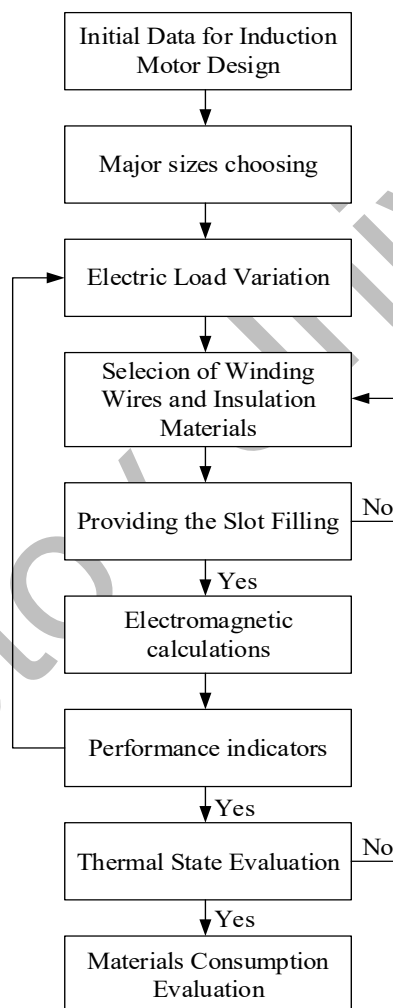 Initial Data for Induction
Motor Design
Major sizes choosing
Electric Load Variation
Selecion of Winding
Wires and Insulation
Materials
Providing the Slot Filling
No
Yes
Electromagnetic
calculations
Performance indicators
Yes
Thermal State Evaluation
No
Yes
Materials Consumption
Evaluation